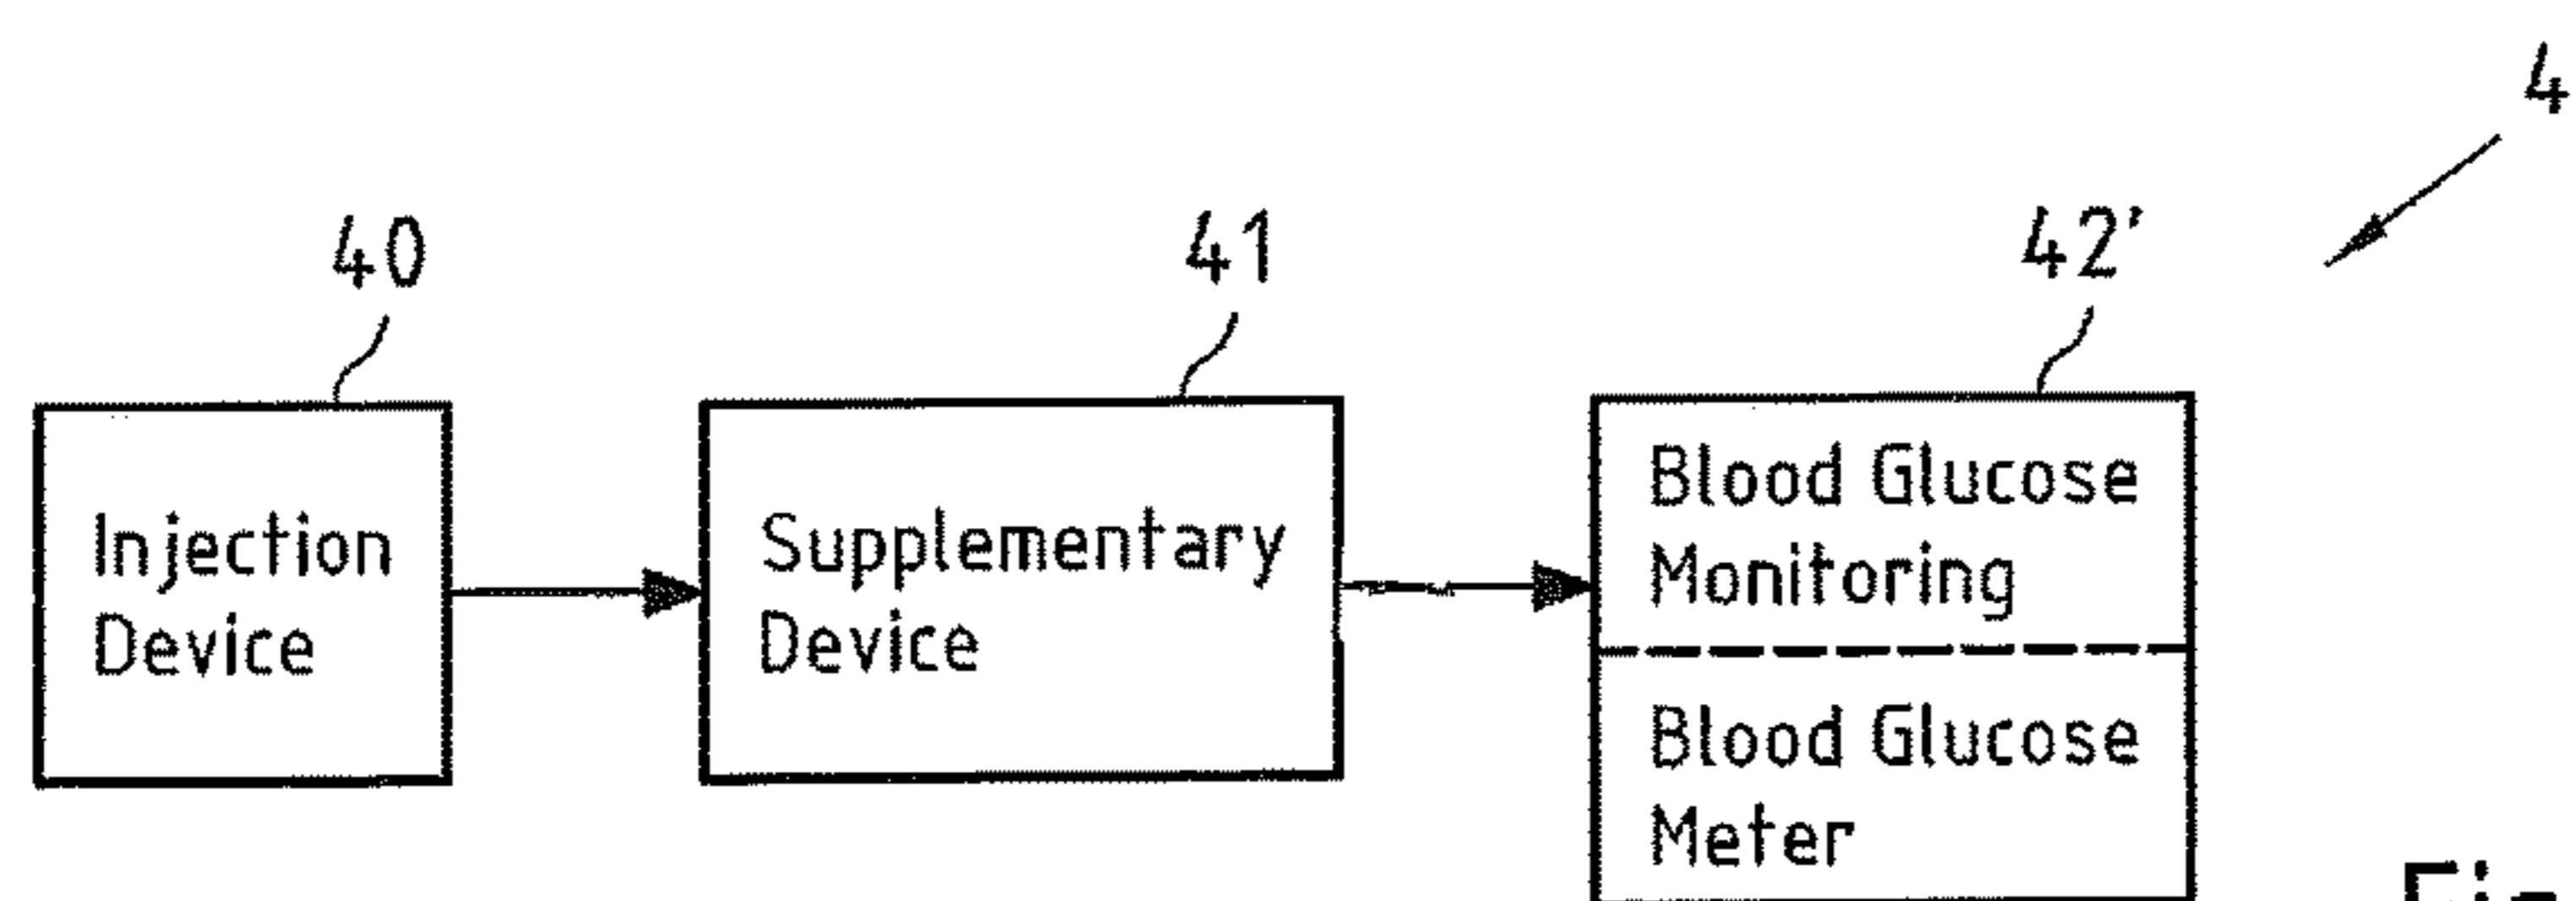 4
40
41
42'
Injection
Device
Supplementary
Device
Blood Glucose
Monitoring
Blood Glucose
Meter